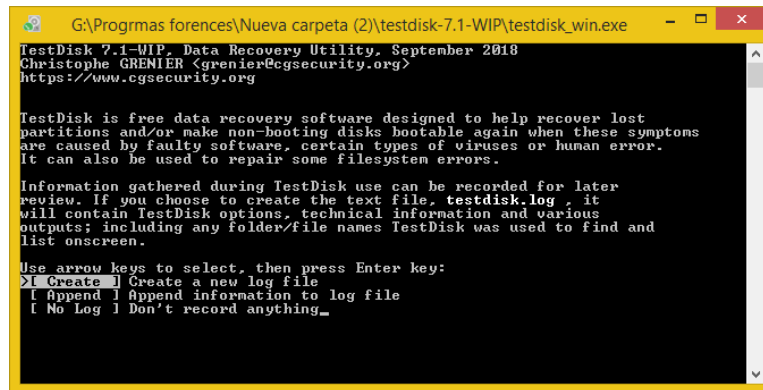 G:\Progrmas forences\Nueva carpeta (2)\testdisk-7.1-WIP\testdisk_win.exe
TestDisk 7.1-WIP, Data Recovery Utility, September 2018
Christophe GRENIER <grenier@cgsecurity.org>
https://www.cgsecurity.org
TestDisk is free data recovery software designed to help recover lost
partitions and/or make non-booting disks bootable again when these symptoms
are caused by faulty software, certain types of viruses or human error.
It can also be used to repair some filesystem errors.
Information gathered during TestDisk use can be recorded for later
review. If you choose to create the text file, testdisk.log , it
will contain TestDisk options, technical information and various
outputs; including any folder/file names TestDisk was used to find and
list onscreen.
Use arrow keys to select, then press Enter key:
>[ Create ] Create a new log file
[ Append ] Append information to log file
[ No Log ] Don't record anything_